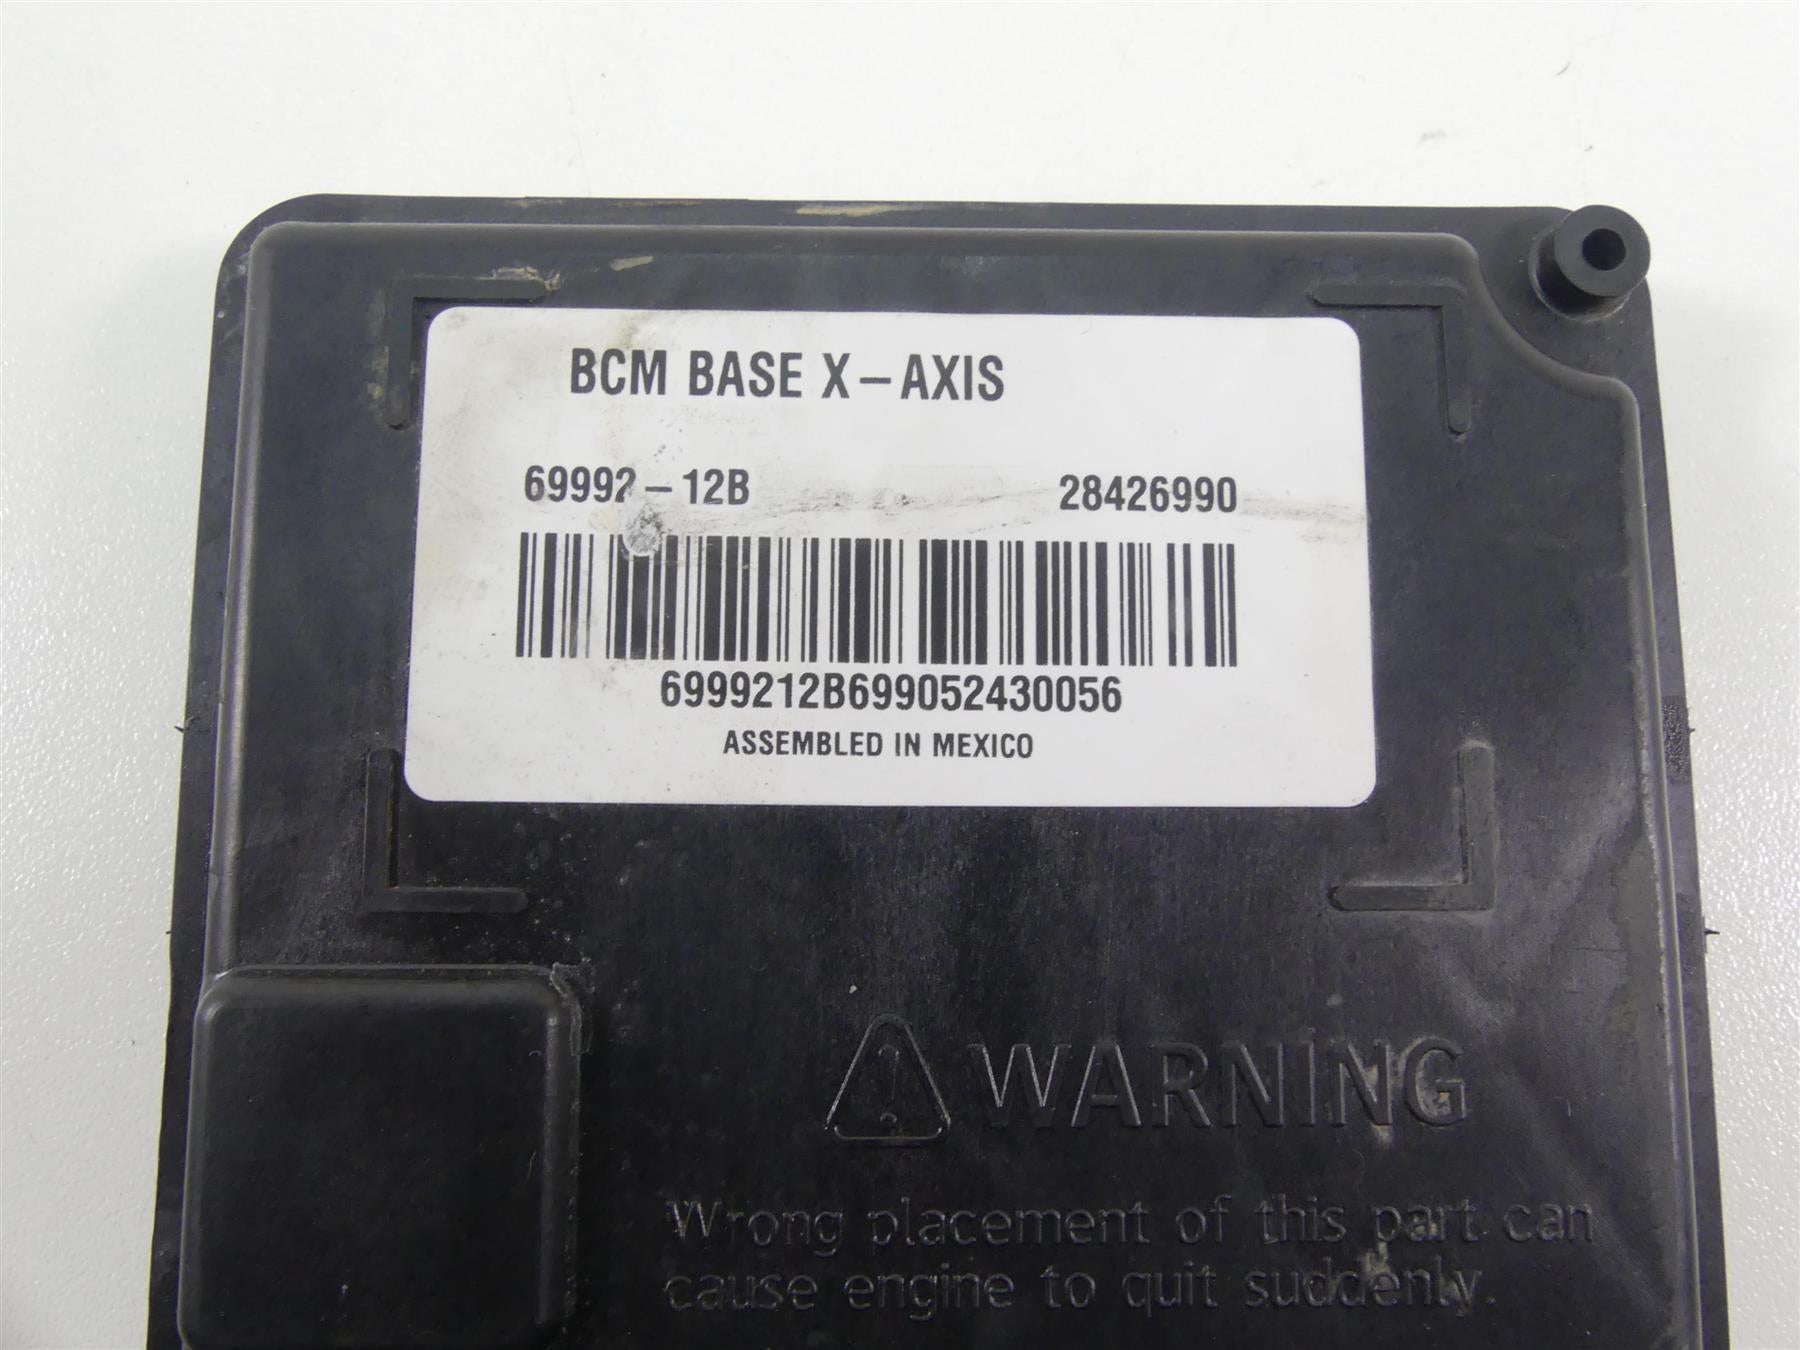 BCM BASE X-AXIS
69992-12B 28426990
6999212B699052430056
ASSEMBLED IN MEXICO
WARNING
Wrong placement of this part can
cause engine to quit suddenly.